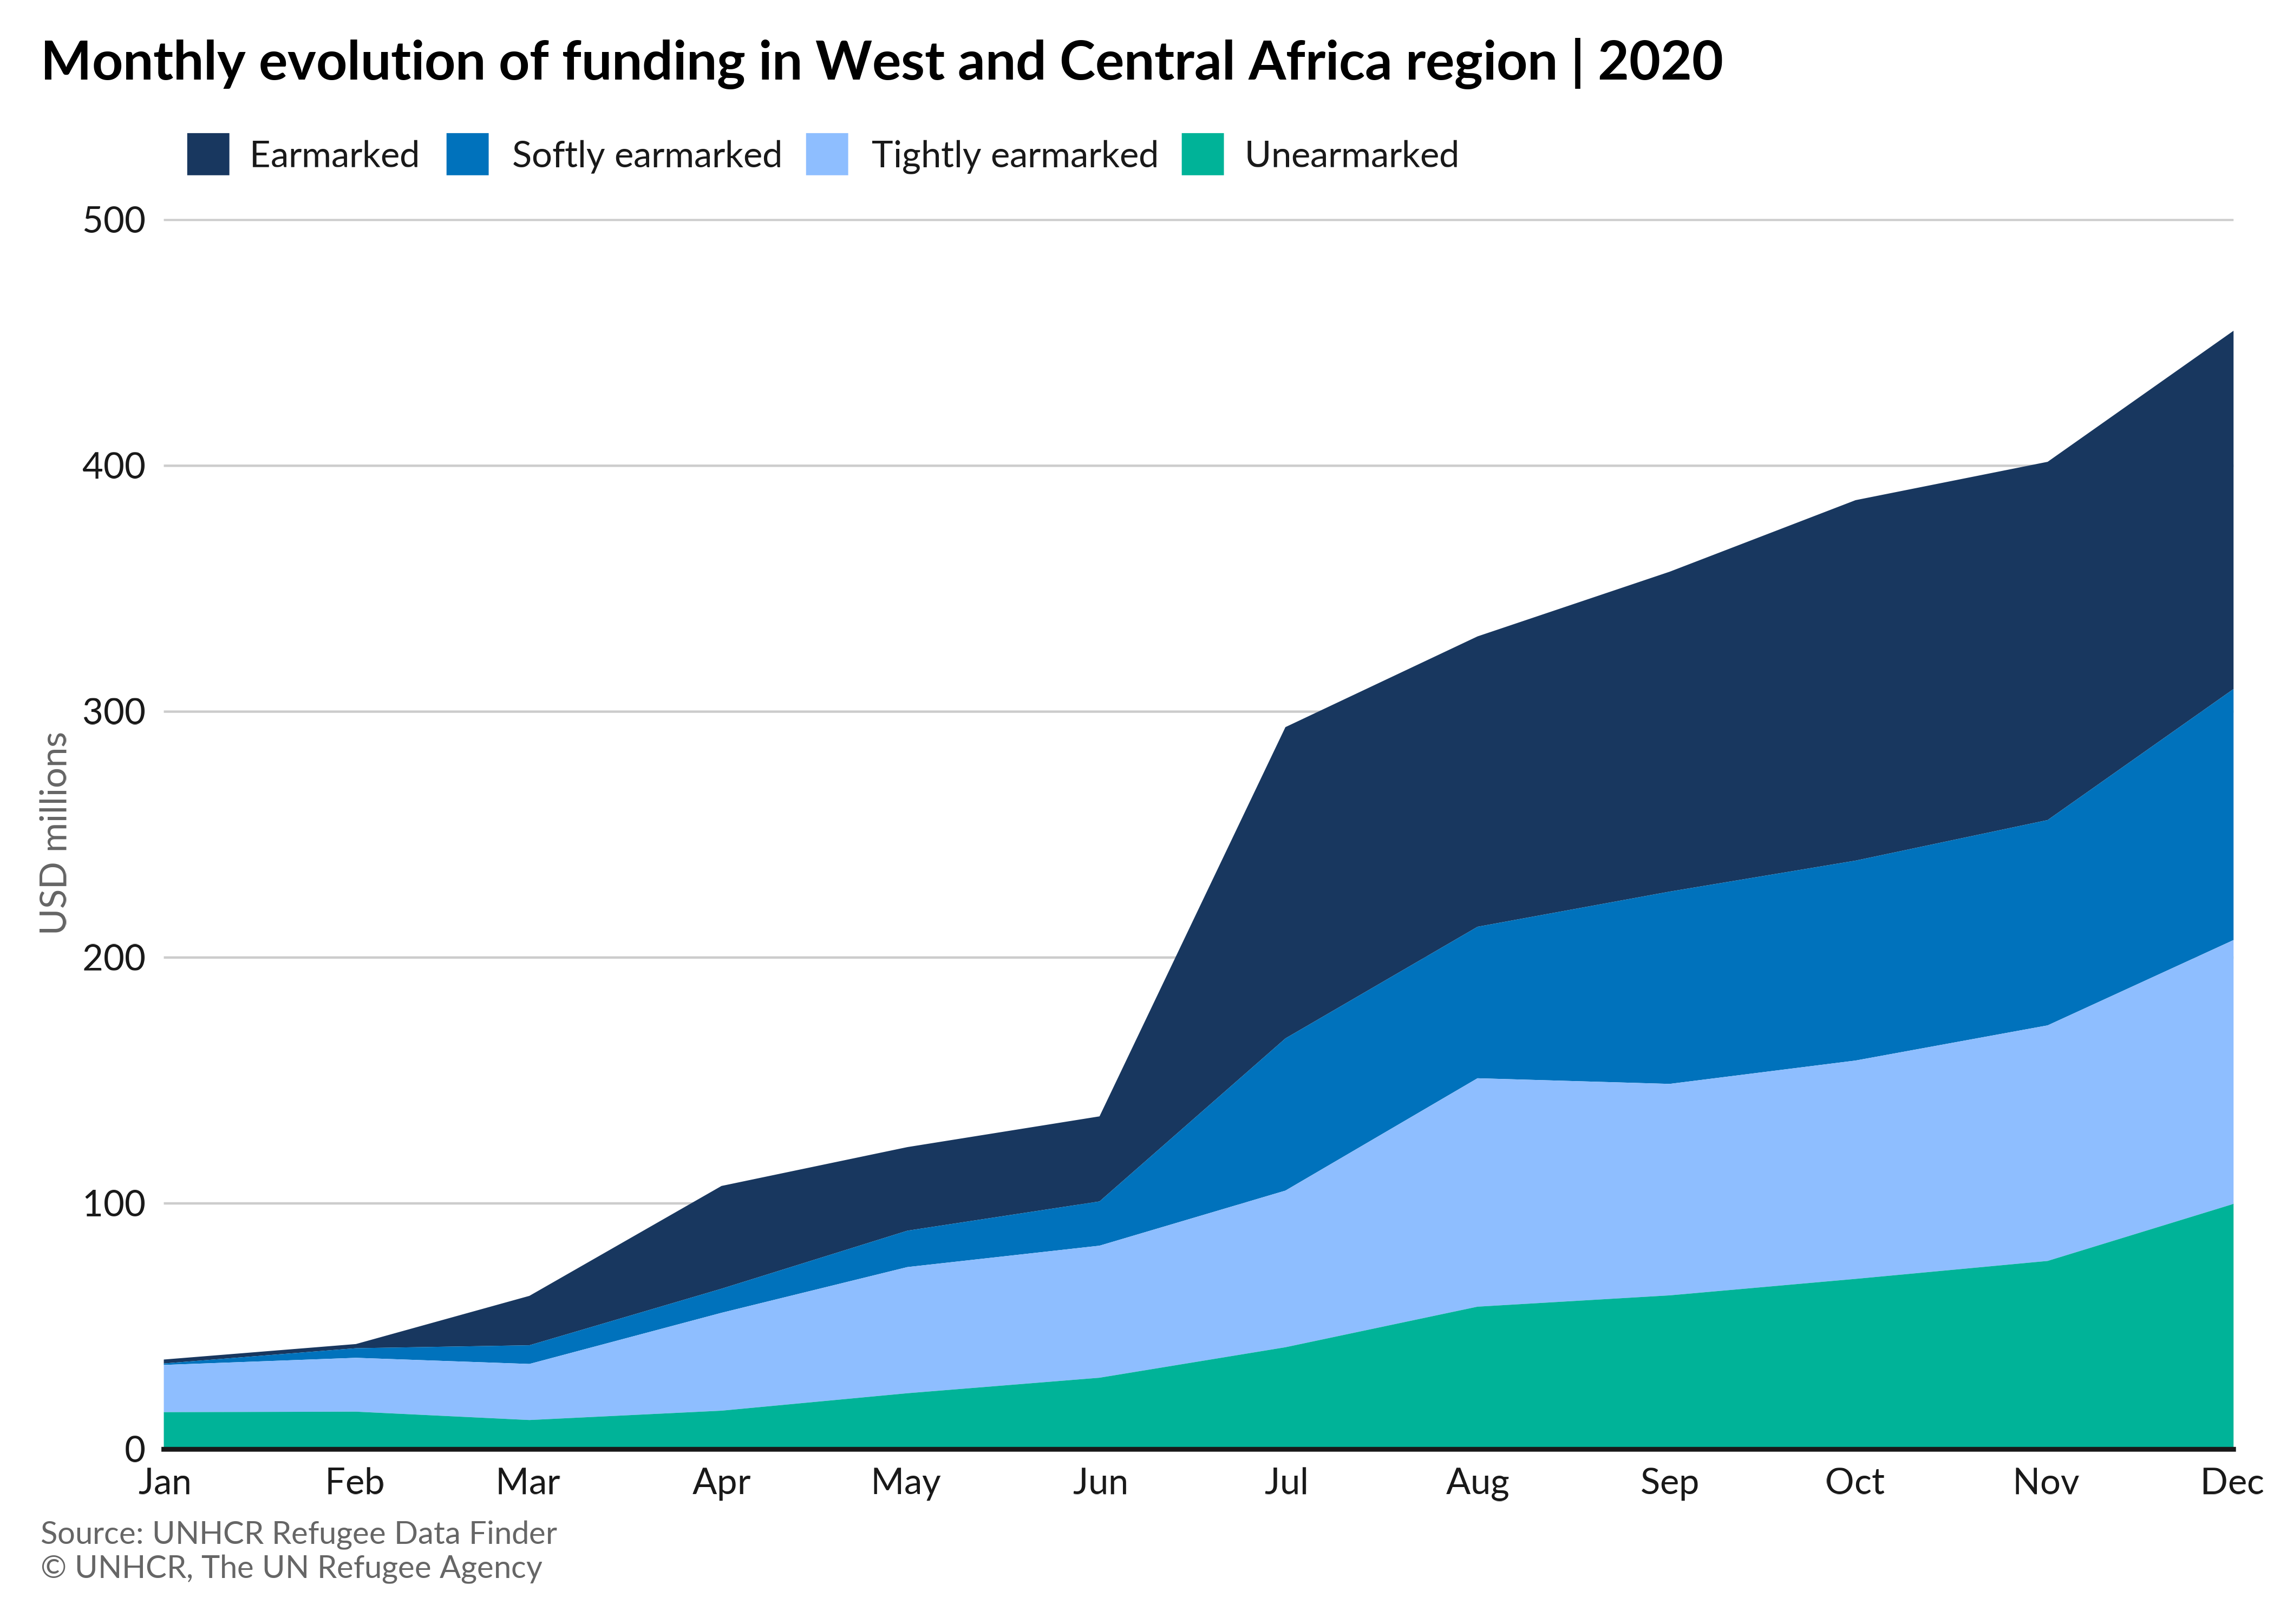 Monthly evolution of funding in West and Central Africa region | 2020
Earmarked Softly earmarked Tightly earmarked Unearmarked
500
400
300
200
100
0
USD millions
Jan Feb Mar Apr May Jun Jul Aug Sep Oct Nov Dec
Source: UNHCR Refugee Data Finder
© UNHCR, The UN Refugee Agency